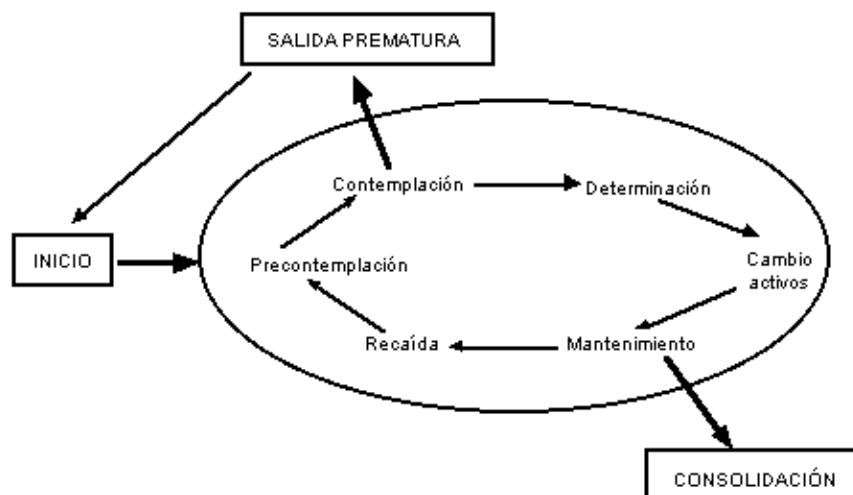 SALIDA PREMATURA
Contemplación
Determinación
INICIO
Precontemplación
Cambio
activos
Recaída
Mantenimiento
CONSOLIDACIÓN